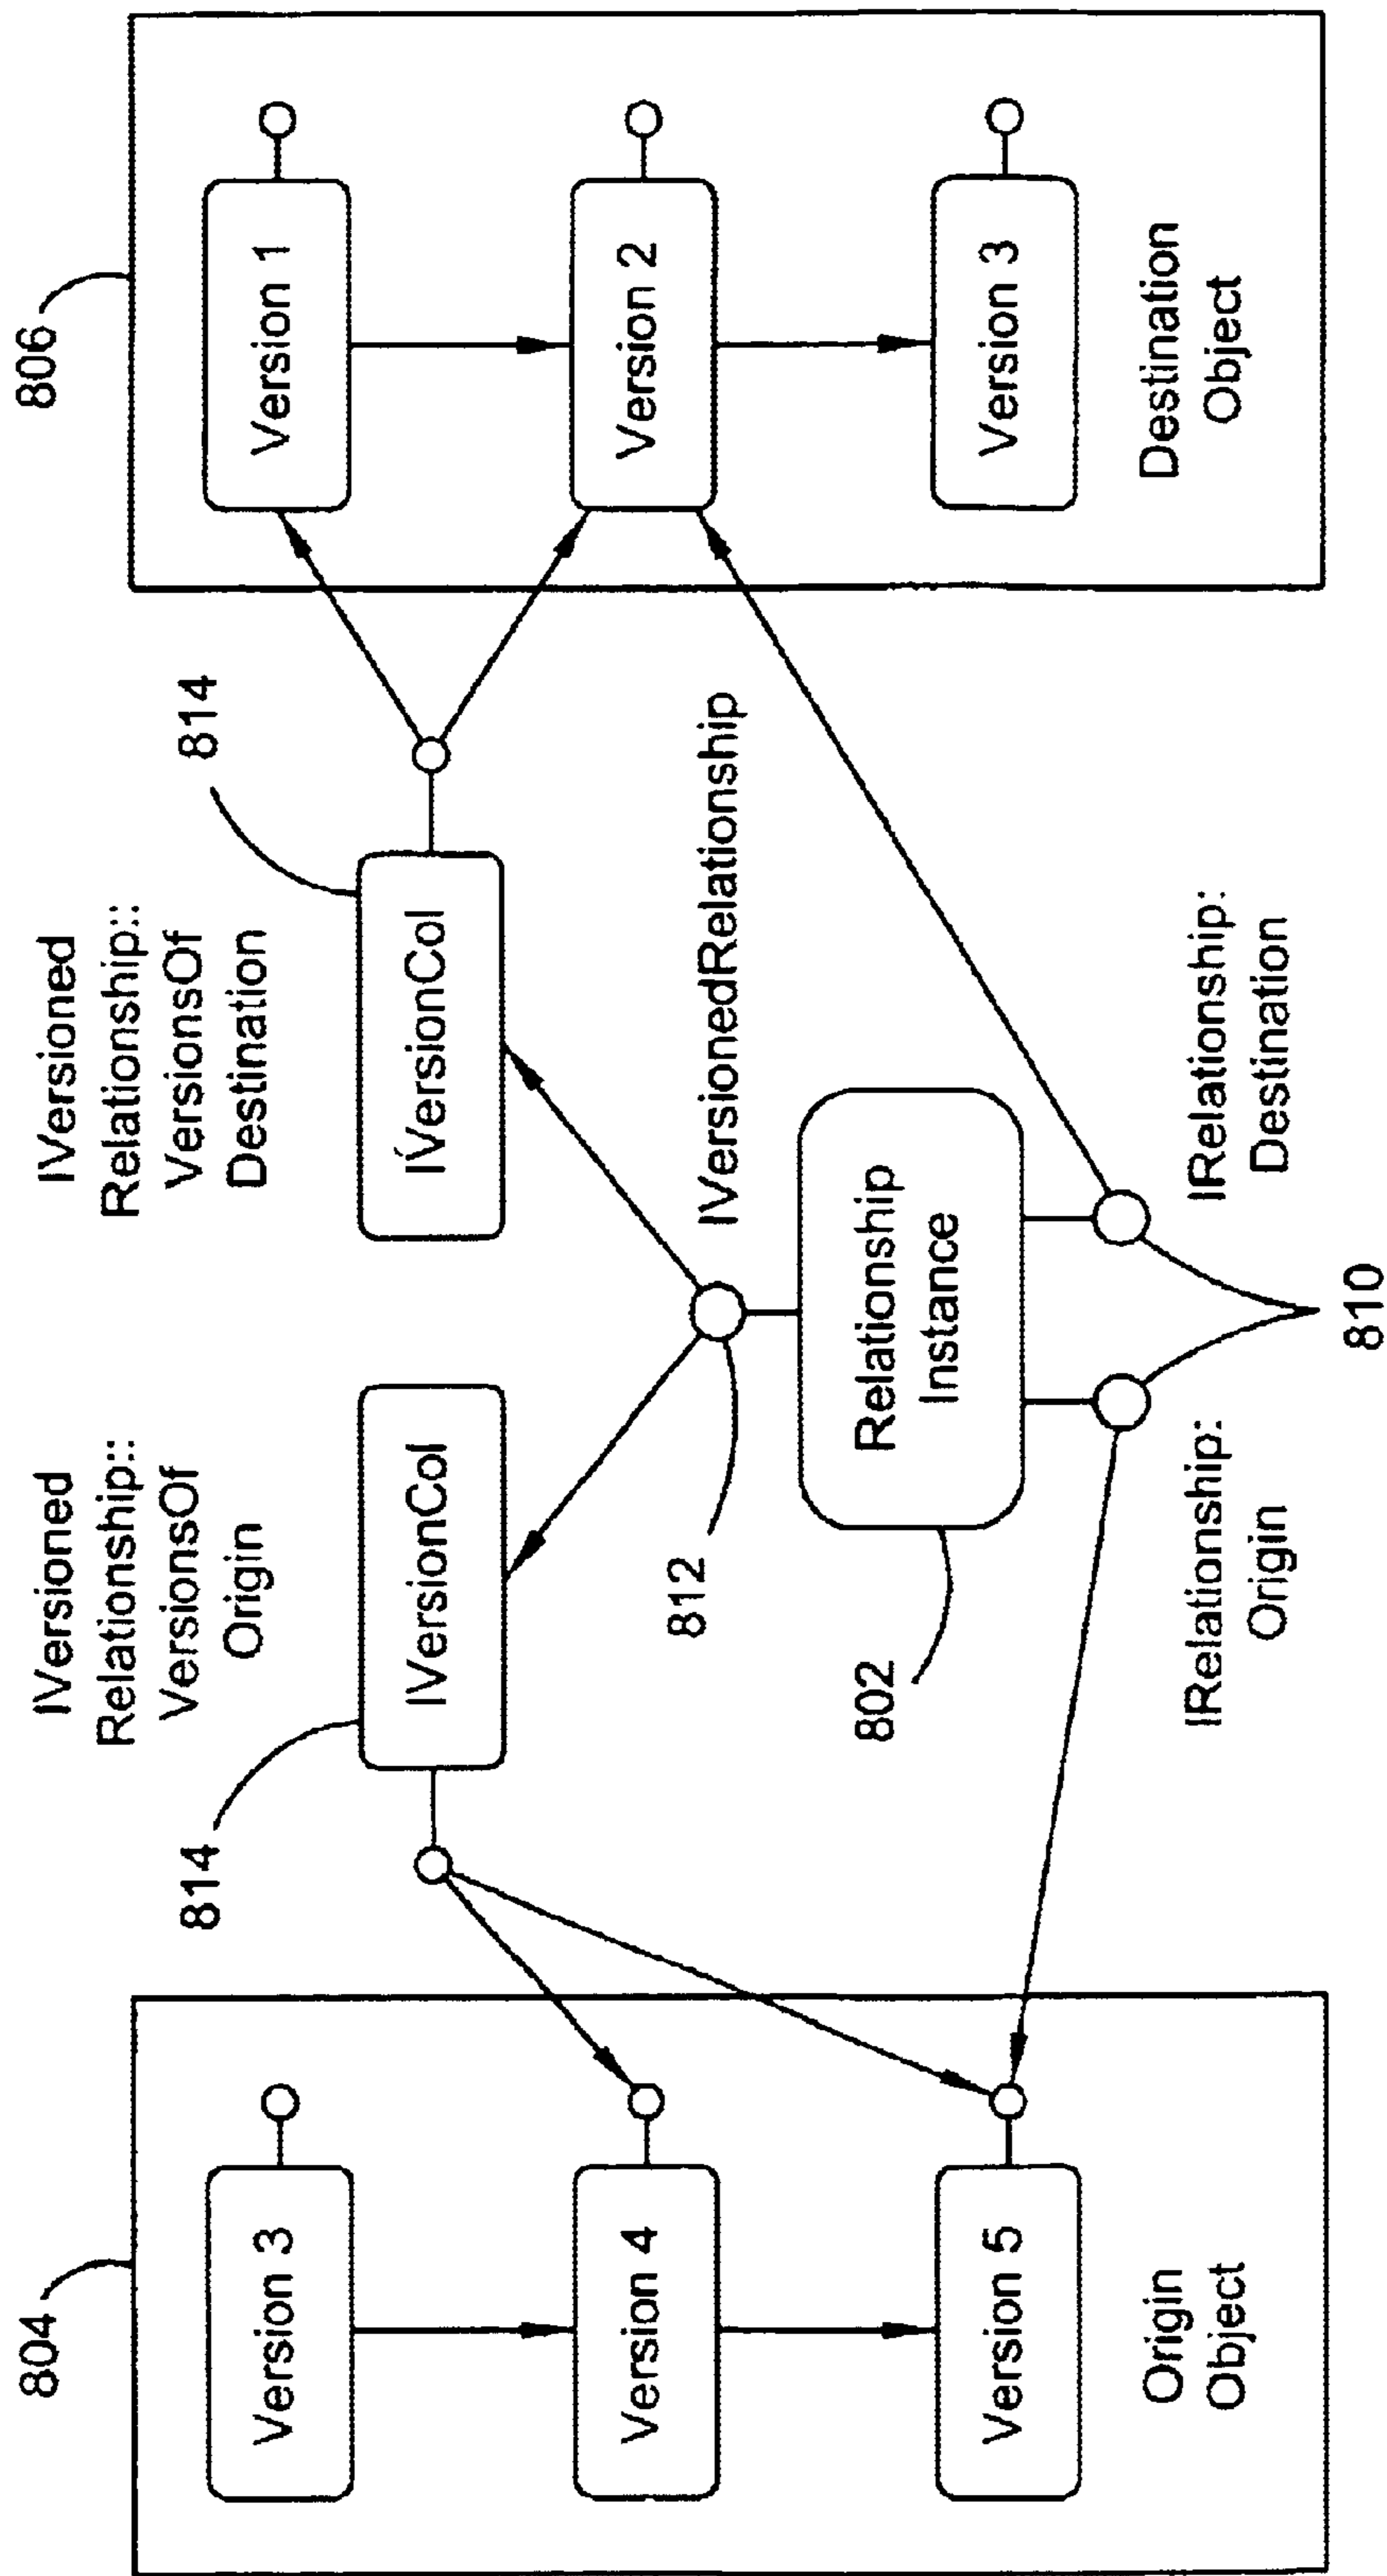 804
Version 3
Version 4
Version 5
Origin
Object
814
IVersioned
Relationship::
VersionsOf
Origin
IVersionCol
812
802
Relationship
Instance
IRelationship:
Origin
810
IVersioned
Relationship::
VersionsOf
Destination
814
IVersionCol
IVersionedRelationship
IRelationship:
Destination
806
Version 1
Version 2
Version 3
Destination
Object